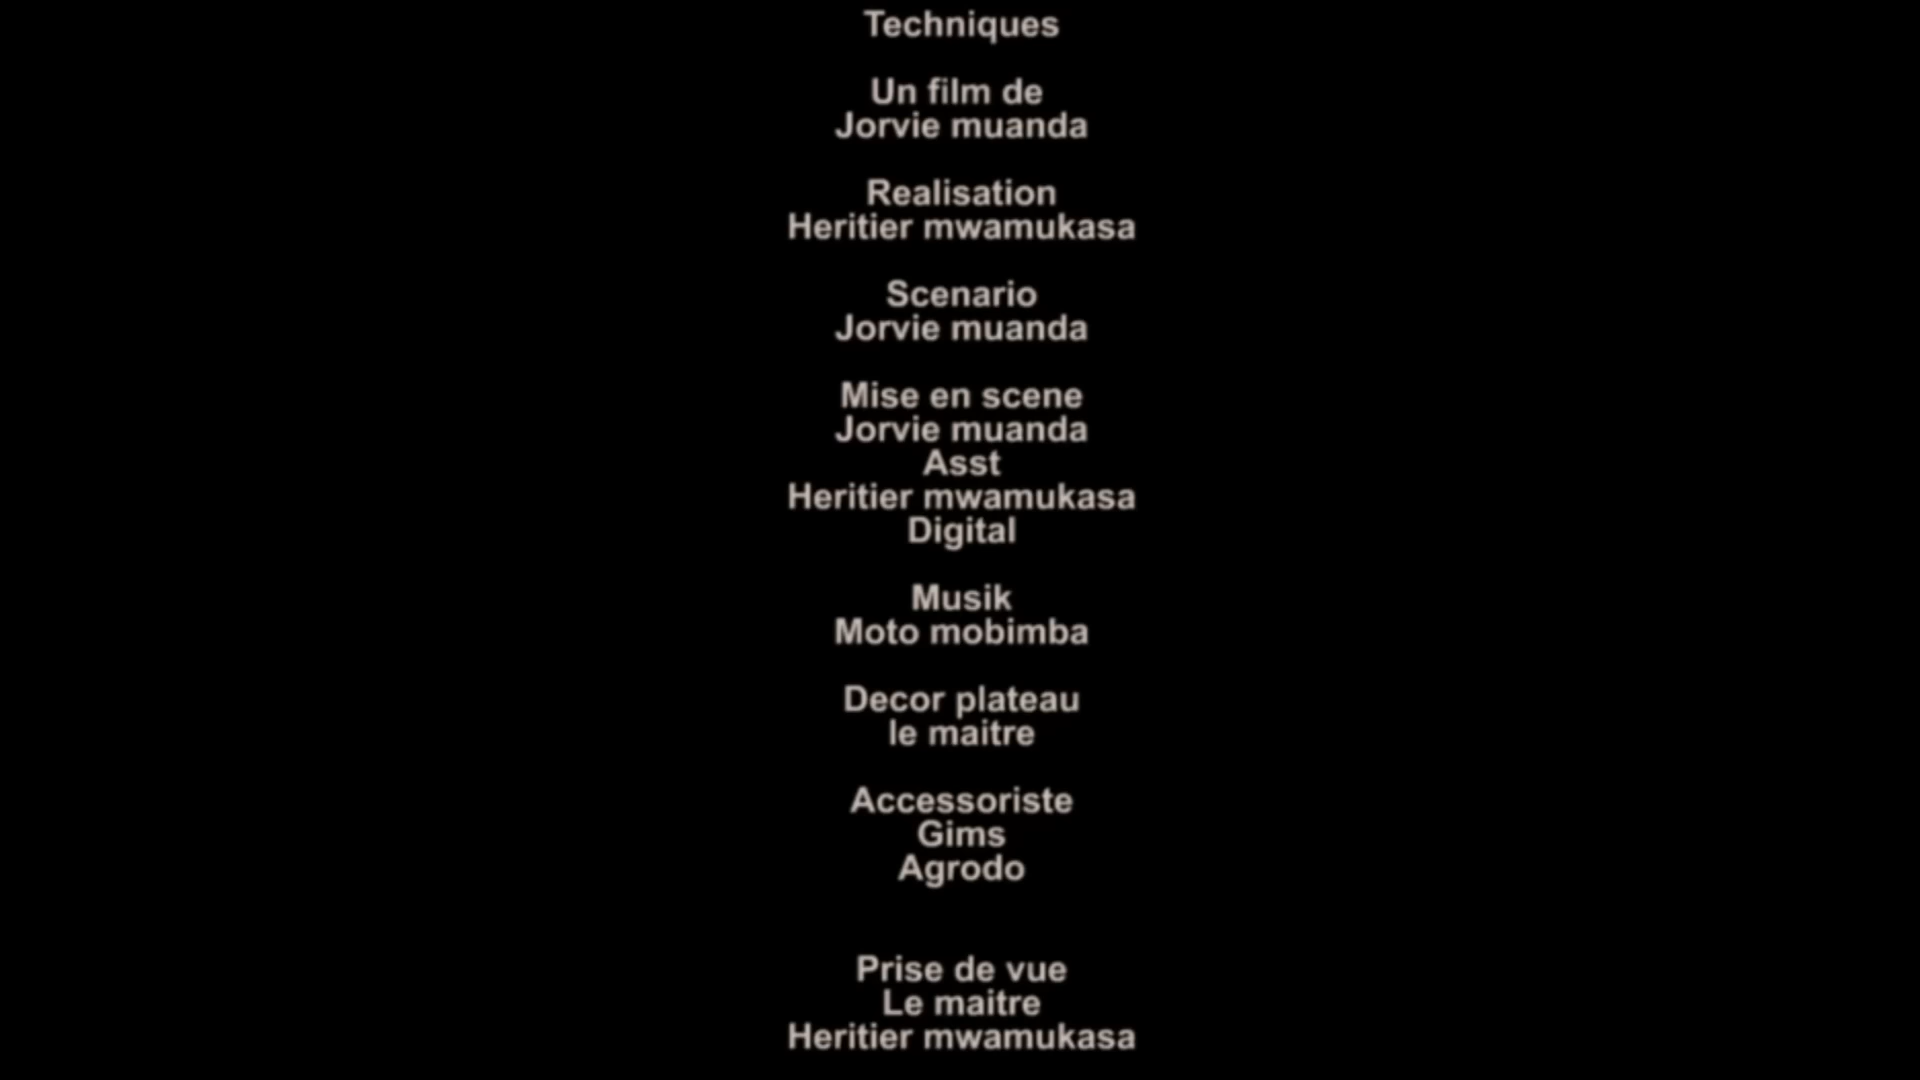 Techniques
Un film de
Jorvie muanda
Realisation
Heritier mwamukasa
Scenario
Jorvie muanda
Mise en scene
Jorvie muanda
Asst
Heritier mwamukasa
Digital
Musik
Moto mobimba
Decor plateau
le maitre
Accessoriste
Gims
Agrodo
Prise de vue
Le maitre
Heritier mwamukasa